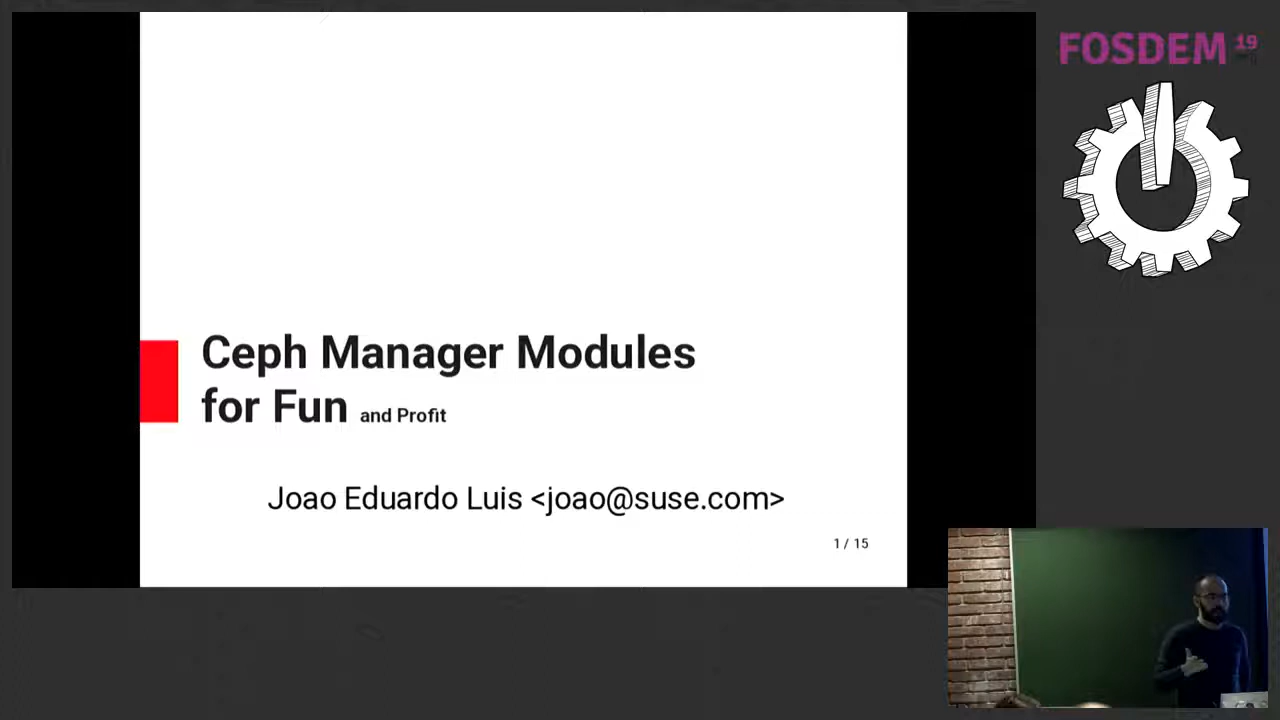 FOSDEM 19
Ceph Manager Modules
for Fun and Profit
Joao Eduardo Luis <joao@suse.com>
1 / 15